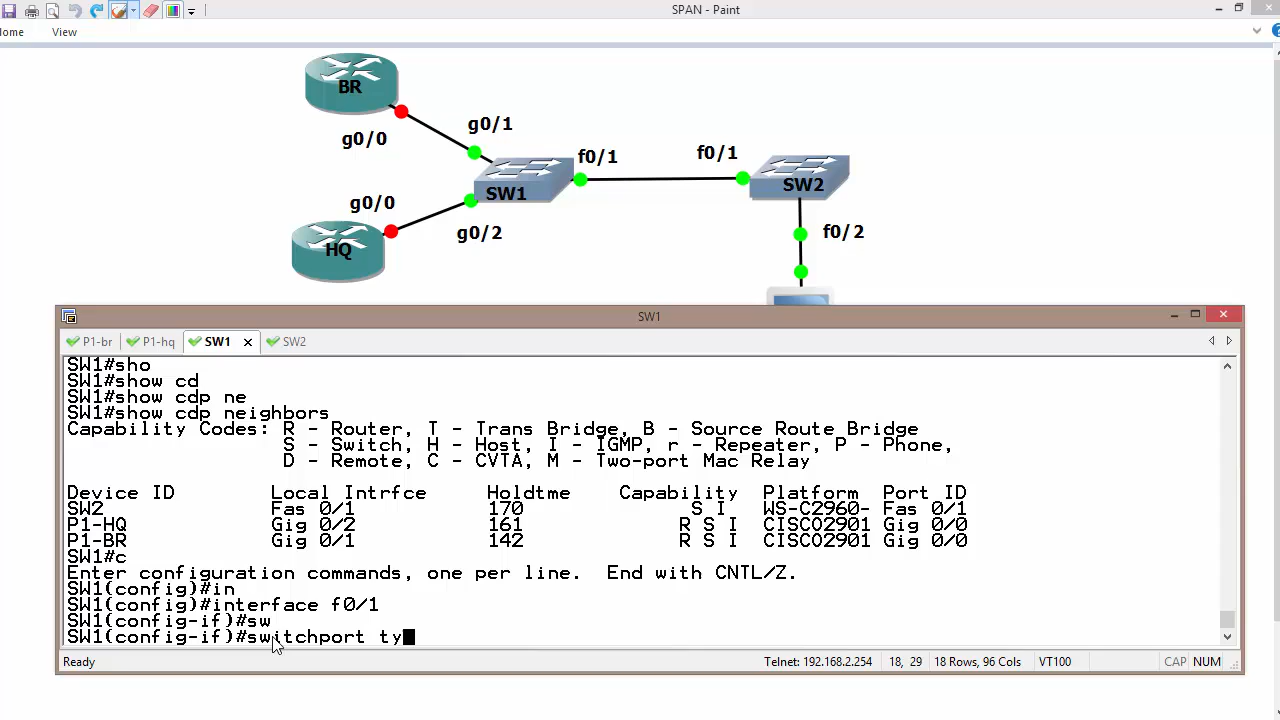 SPAN - Paint
ome View
BR
g0/1
g0/0
f0/1
f0/1
SW1
SW2
g0/0
g0/2
HQ
f0/2
SW1
P1-br P1-hq SW1 SW2
SW1#sho
SW1#show cd
SW1#show cdp ne
SW1#show cdp neighbors
Capability Codes: R - Router, T - Trans Bridge, B - Source Route Bridge
S - Switch, H - Host, I - IGMP, r - Repeater, P - Phone,
D - Remote, C - CVTA, M - Two-port Mac Relay
Device ID Local Intrfce Holdtme Capability Platform Port ID
SW2 Fas 0/1 170 S I WS-C2960- Fas 0/1
P1-HQ Gig 0/2 161 R S I CISCO2901 Gig 0/0
P1-BR Gig 0/1 142 R S I CISCO2901 Gig 0/0
SW1#c
Enter configuration commands, one per line. End with CNTL/Z.
SW1(config)#in
SW1(config)#interface f0/1
SW1(config-if)#sw
SW1(config-if)#switchport ty
Ready Telnet: 192.168.2.254 18, 29 18 Rows, 96 Cols VT100 CAP NUM